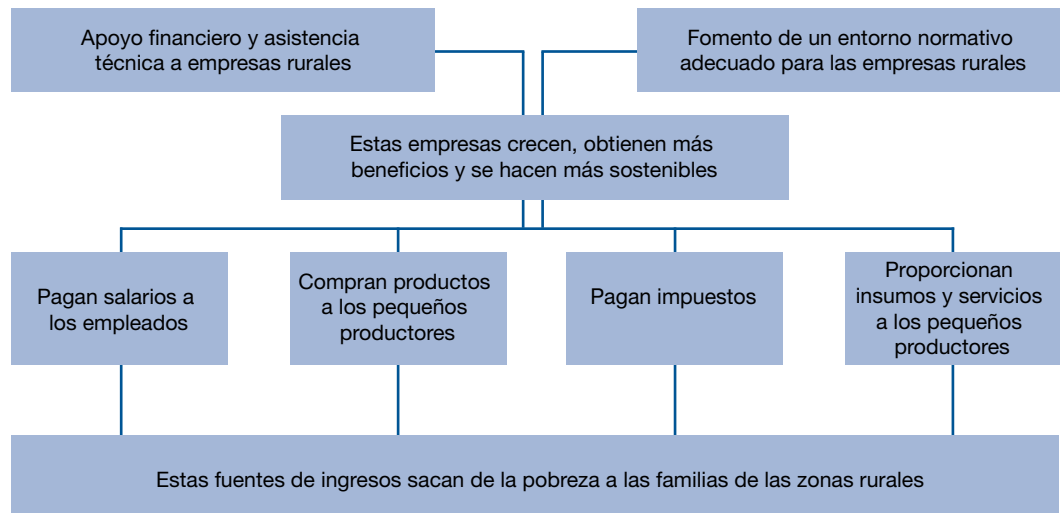 Apoyo financiero y asistencia
técnica a empresas rurales
Fomento de un entorno normativo
adecuado para las empresas rurales
Estas empresas crecen, obtienen más
beneficios y se hacen más sostenibles
Pagan salarios a
los empleados
Compran productos
a los pequeños
productores
Pagan impuestos
Proporcionan
insumos y servicios
a los pequeños
productores
Estas fuentes de ingresos sacan de la pobreza a las familias de las zonas rurales